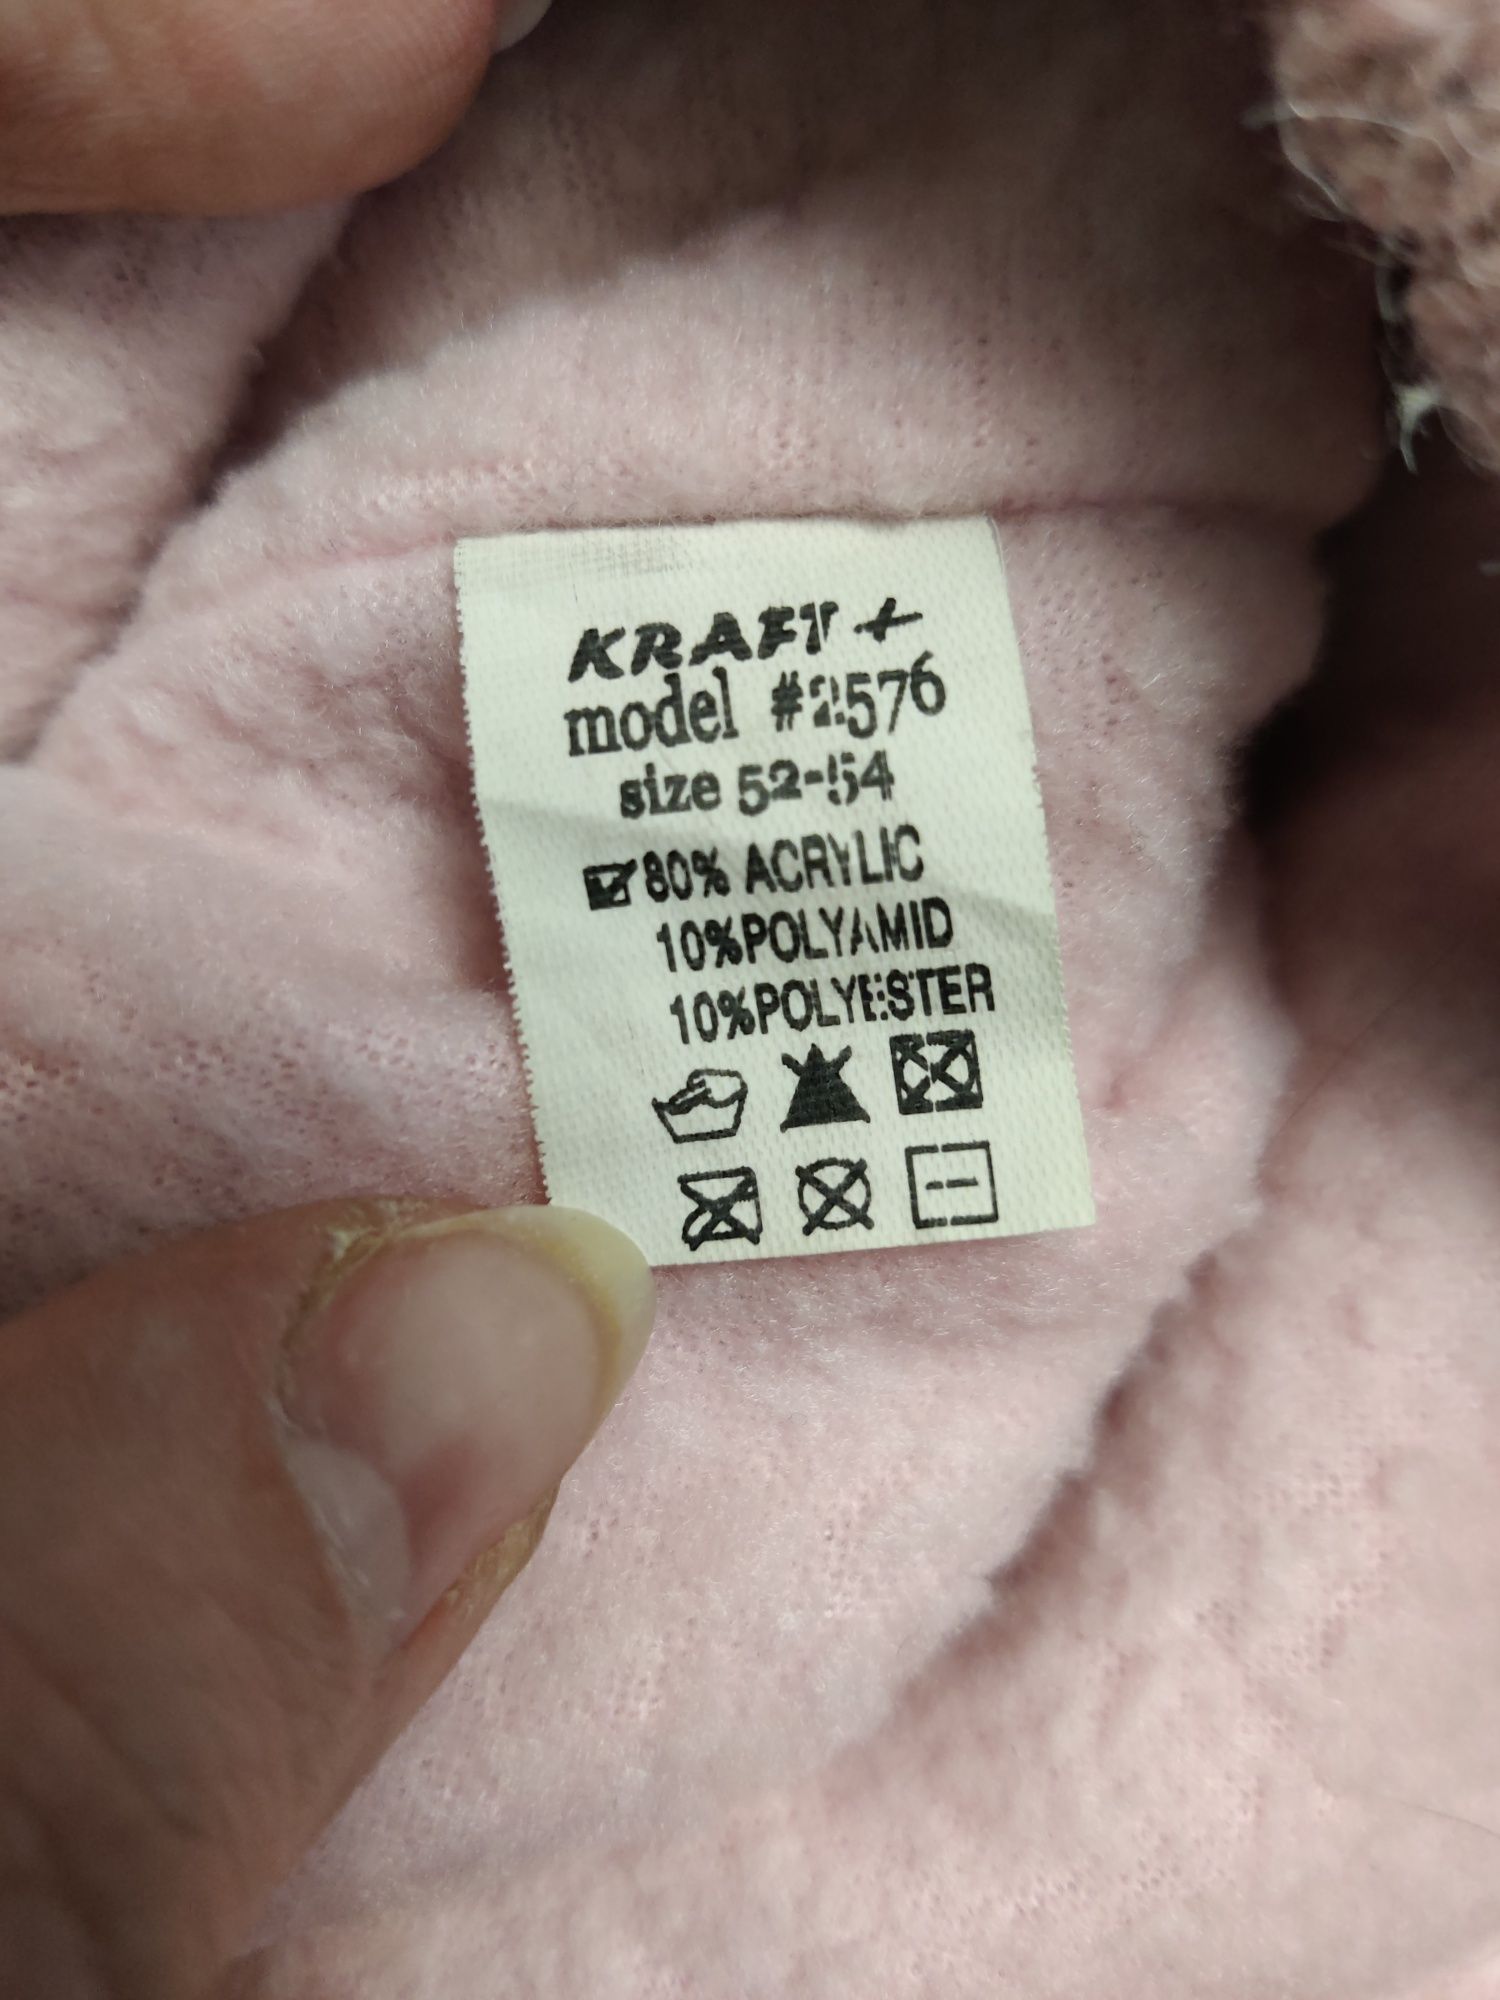 KRAFT +
model #2576
size 52-54
☑80% ACRYLIC
10%POLYAMID
10%POLYESTER